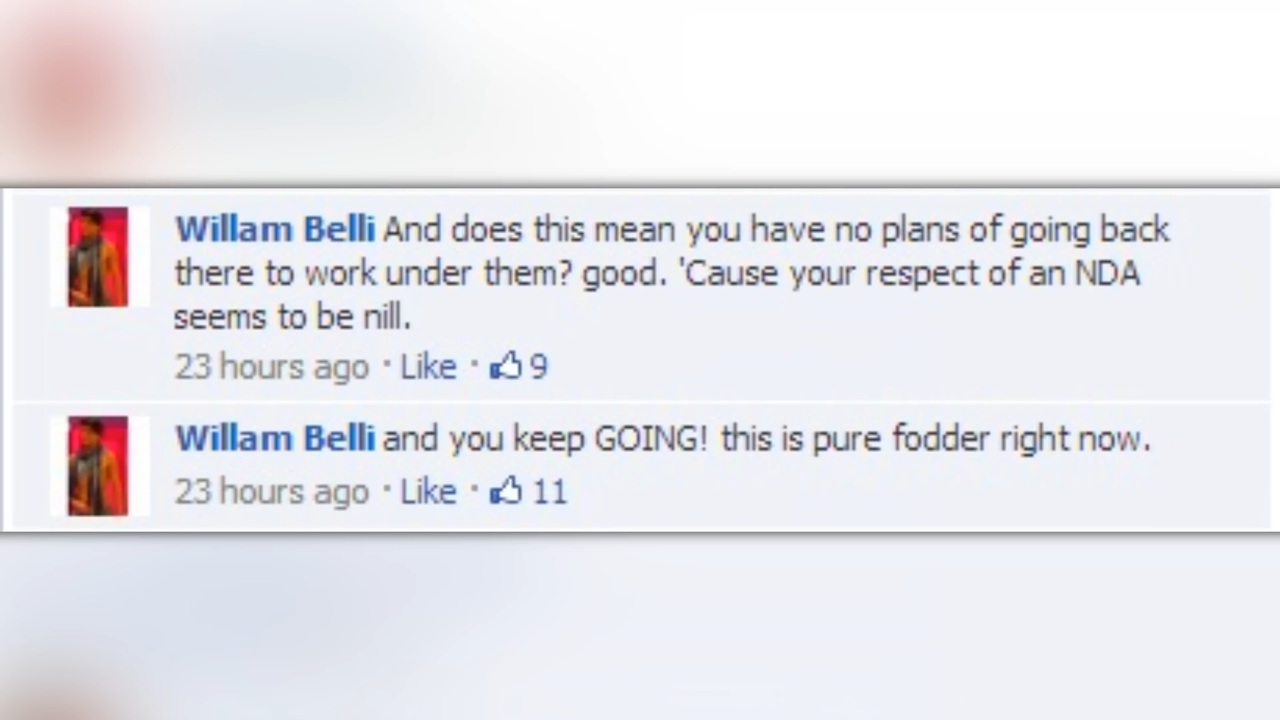 Willam Belli And does this mean you have no plans of going back
there to work under them? good. 'Cause your respect of an NDA
seems to be nill.
23 hours ago · Like · 9
Willam Belli and you keep GOING! this is pure fodder right now.
23 hours ago · Like · 11